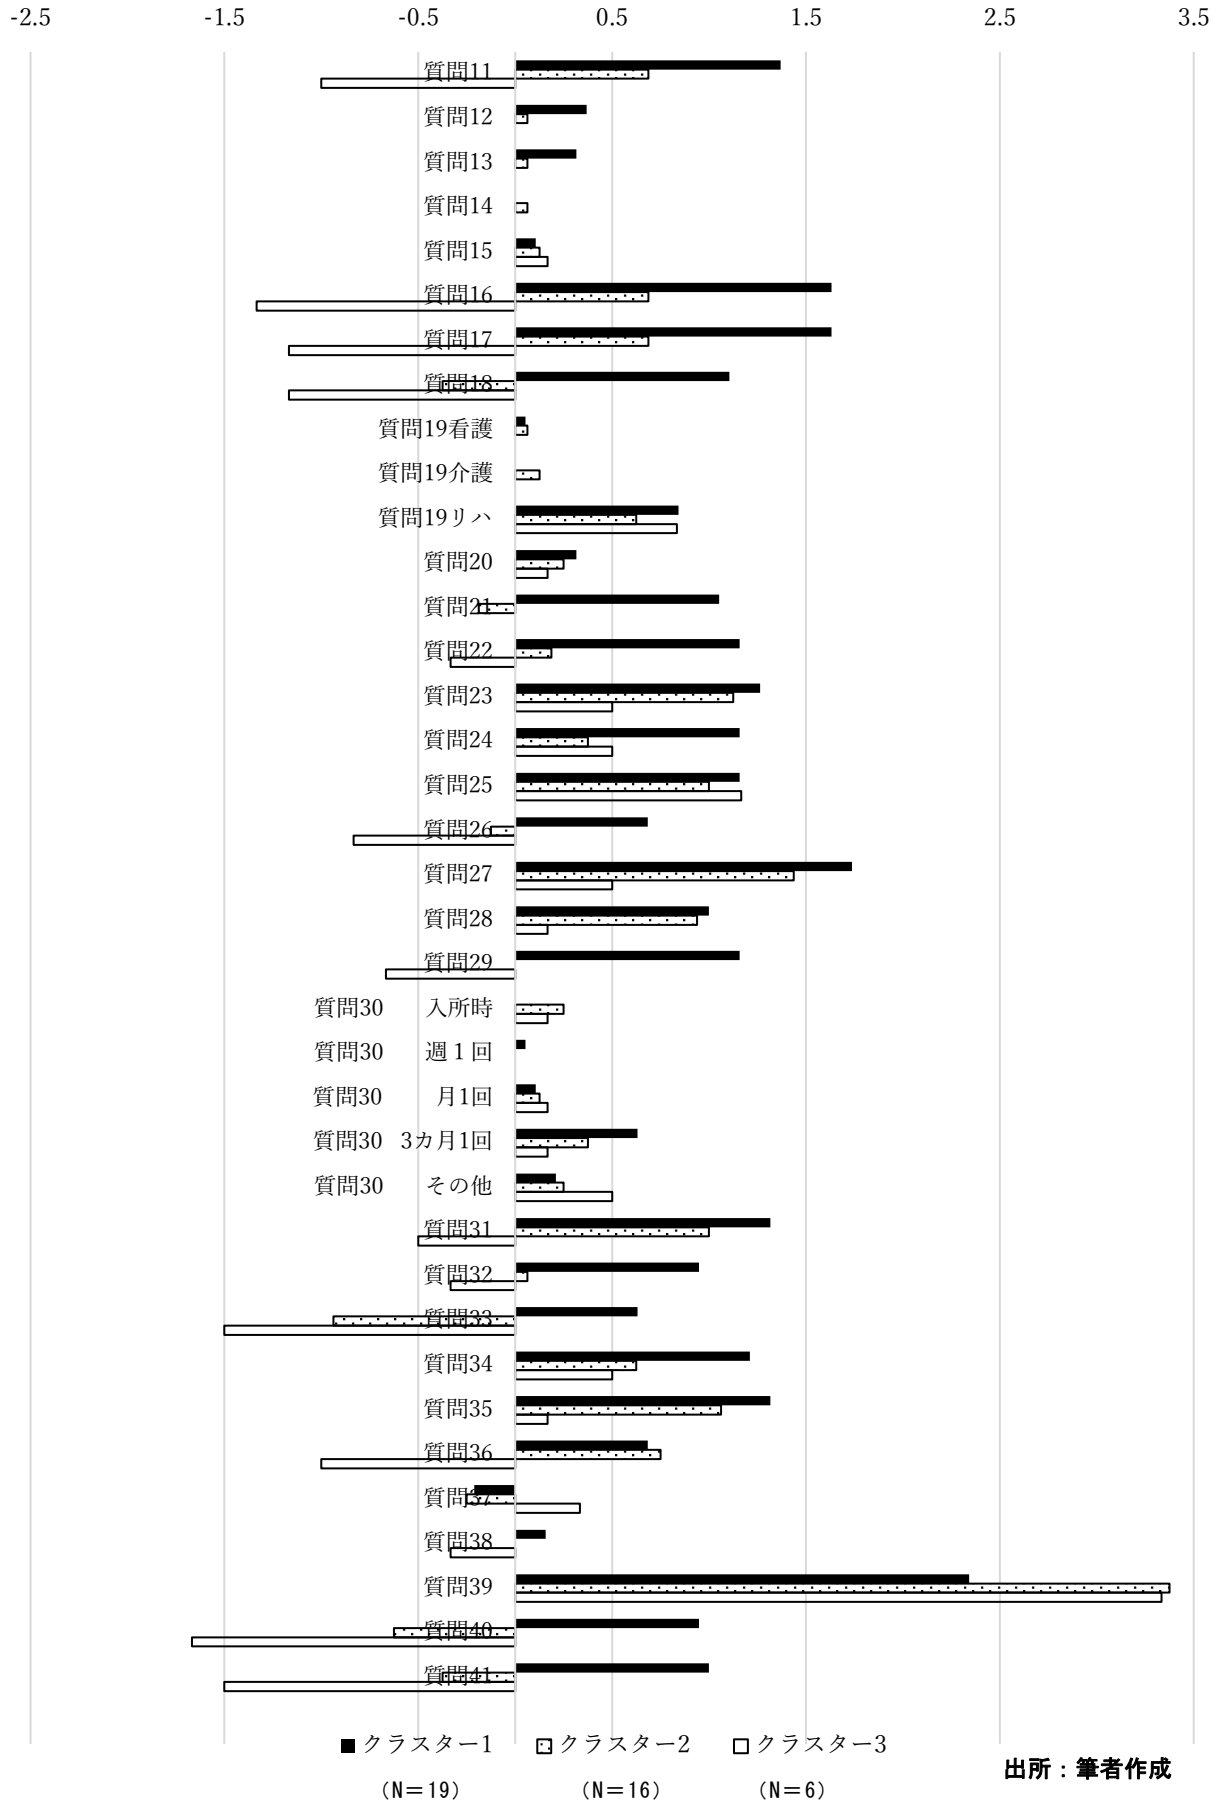 -2.5 -1.5 -0.5 0.5 1.5 2.5 3.5
質問11
質問12
質問13
質問14
質問15
質問16
質問17
質問18
質問19看護
質問19介護
質問19リハ
質問20
質問21
質問22
質問23
質問24
質問25
質問26
質問27
質問28
質問29
質問30 入所時
質問30 週１回
質問30 月1回
質問30 3カ月1回
質問30 その他
質問31
質問32
質問33
質問34
質問35
質問36
質問37
質問38
質問39
質問40
質問41
クラスター1 クラスター2 クラスター3
出所：筆者作成
（N＝19） （N＝16） （N＝6）